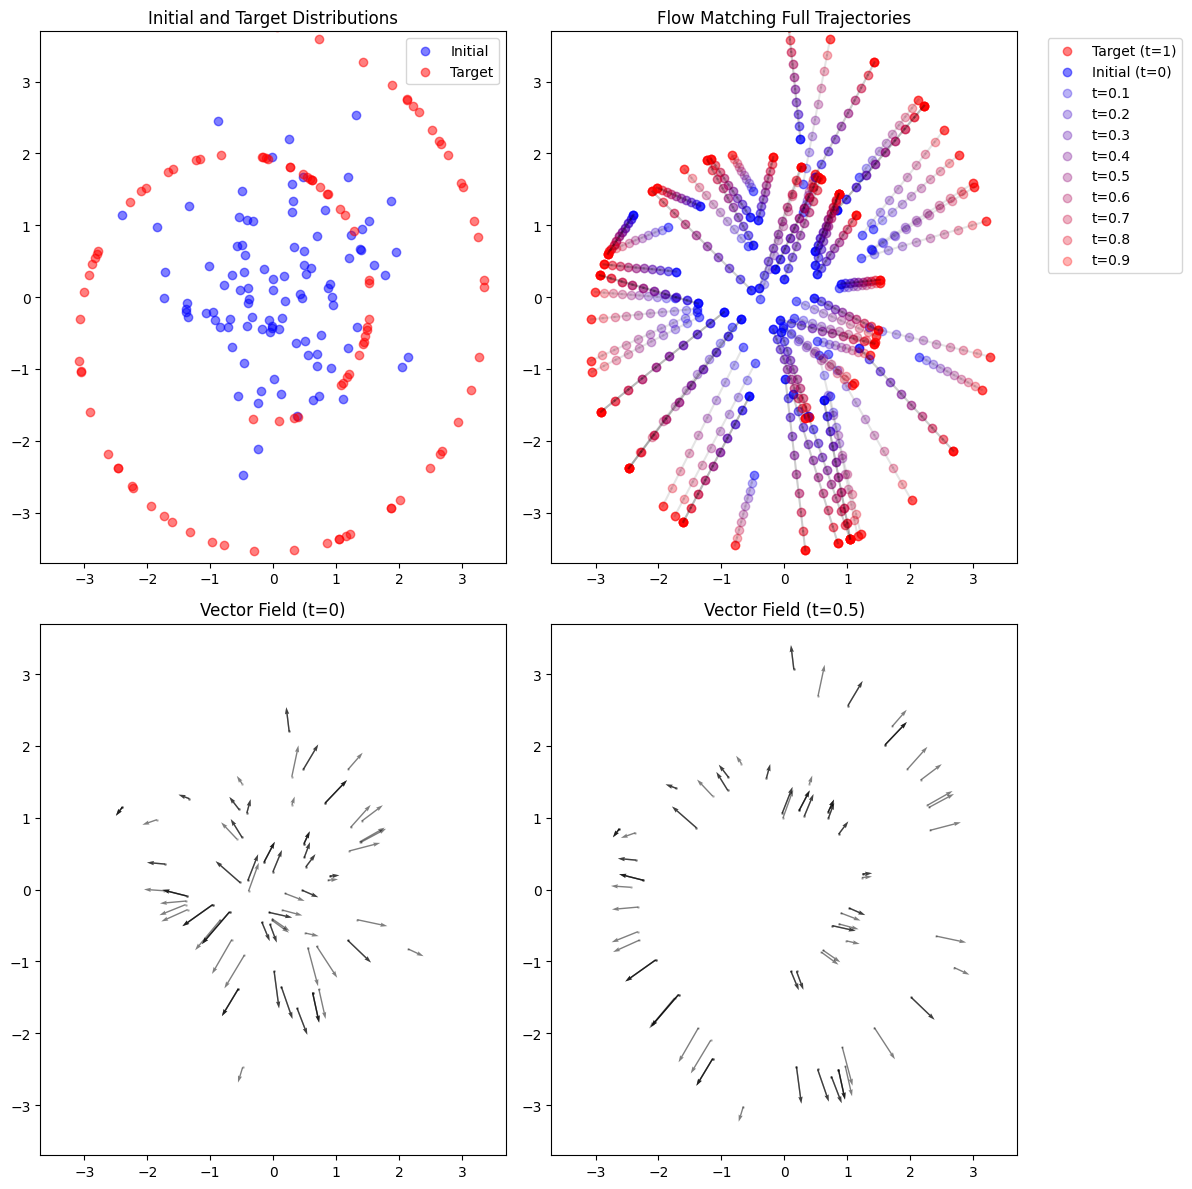 Initial and Target Distributions
Initial
Target
3
2
1
0
−1
−2
−3
−3 −2 −1 0 1 2 3
Flow Matching Full Trajectories
3
2
1
0
−1
−2
−3
−3 −2 −1 0 1 2 3
Target (t=1)
Initial (t=0)
t=0.1
t=0.2
t=0.3
t=0.4
t=0.5
t=0.6
t=0.7
t=0.8
t=0.9
Vector Field (t=0)
3
2
1
0
−1
−2
−3
−3 −2 −1 0 1 2 3
Vector Field (t=0.5)
3
2
1
0
−1
−2
−3
−3 −2 −1 0 1 2 3